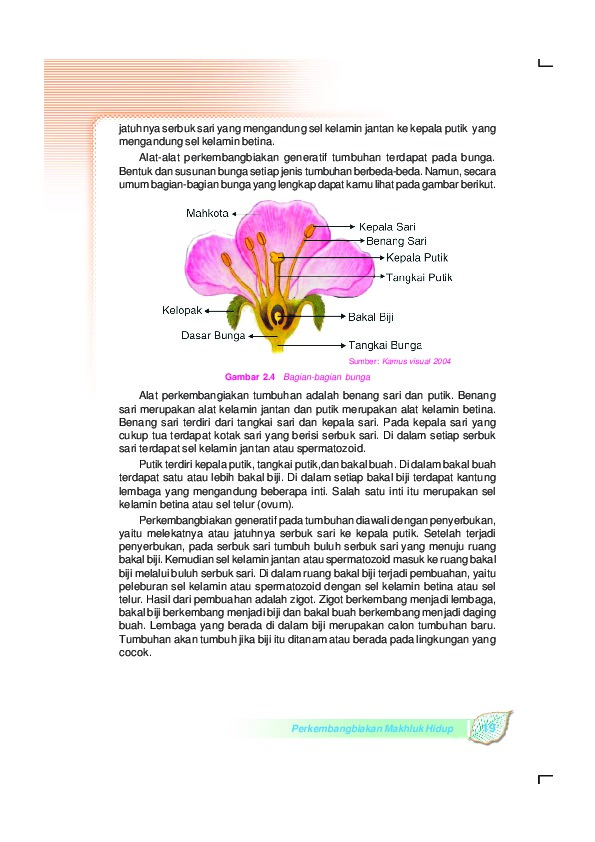 jatuhnya serbuk sari yang mengandung sel kelamin jantan ke kepala putik yang
mengandung sel kelamin betina.
Alat-alat perkembangbiakan generatif tumbuhan terdapat pada bunga.
Bentuk dan susunan bunga setiap jenis tumbuhan berbeda-beda. Namun, secara
umum bagian-bagian bunga yang lengkap dapat kamu lihat pada gambar berikut.
Mahkota
Kepala Sari
Benang Sari
Kepala Putik
Tangkai Putik
Kelopak
Bakal Biji
Dasar Bunga
Tangkai Bunga
Sumber: Kamus visual 2004
Gambar 2.4 Bagian-bagian bunga
Alat perkembangiakan tumbuhan adalah benang sari dan putik. Benang
sari merupakan alat kelamin jantan dan putik merupakan alat kelamin betina.
Benang sari terdiri dari tangkai sari dan kepala sari. Pada kepala sari yang
cukup tua terdapat kotak sari yang berisi serbuk sari. Di dalam setiap serbuk
sari terdapat sel kelamin jantan atau spermatozoid.
Putik terdiri kepala putik, tangkai putik,dan bakal buah. Di dalam bakal buah
terdapat satu atau lebih bakal biji. Di dalam setiap bakal biji terdapat kantung
lembaga yang mengandung beberapa inti. Salah satu inti itu merupakan sel
kelamin betina atau sel telur (ovum).
Perkembangbiakan generatif pada tumbuhan diawali dengan penyerbukan,
yaitu melekatnya atau jatuhnya serbuk sari ke kepala putik. Setelah terjadi
penyerbukan, pada serbuk sari tumbuh buluh serbuk sari yang menuju ruang
bakal biji. Kemudian sel kelamin jantan atau spermatozoid masuk ke ruang bakal
biji melalui buluh serbuk sari. Di dalam ruang bakal biji terjadi pembuahan, yaitu
peleburan sel kelamin atau spermatozoid dengan sel kelamin betina atau sel
telur. Hasil dari pembuahan adalah zigot. Zigot berkembang menjadi lembaga,
bakal biji berkembang menjadi biji dan bakal buah berkembang menjadi daging
buah. Lembaga yang berada di dalam biji merupakan calon tumbuhan baru.
Tumbuhan akan tumbuh jika biji itu ditanam atau berada pada lingkungan yang
cocok.
Perkembangbiakan Makhluk Hidup 19